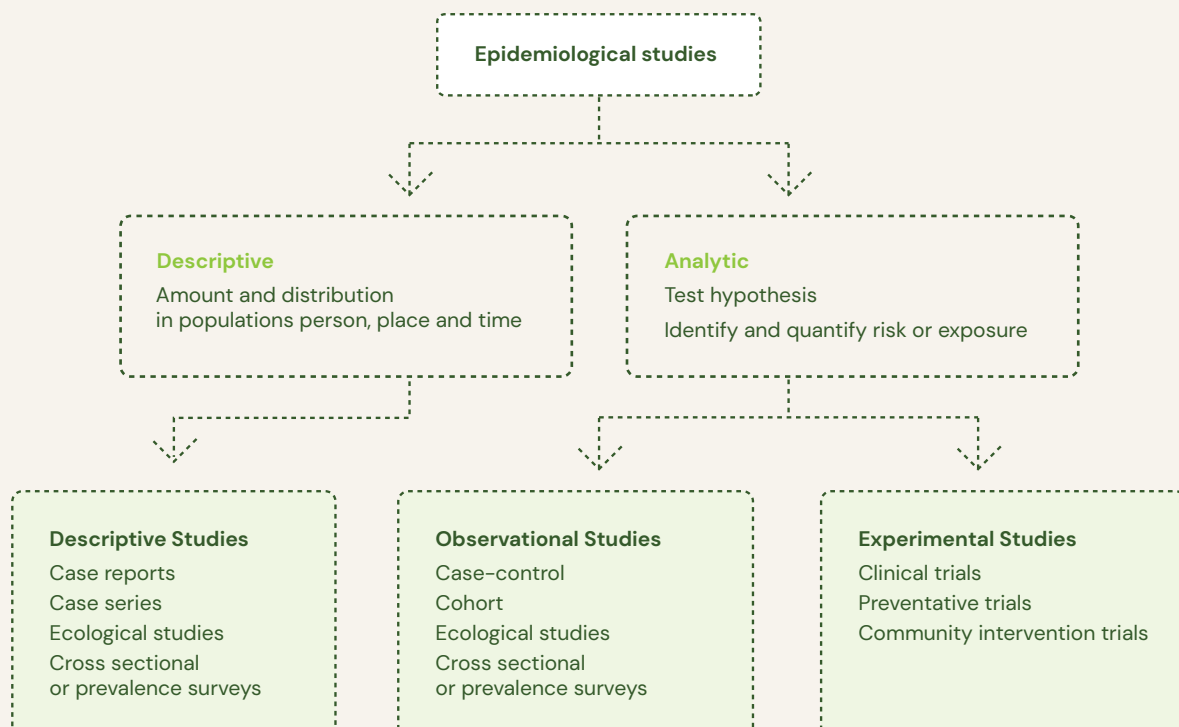 Epidemiological studies
Descriptive
Amount and distribution
in populations person, place and time
Analytic
Test hypothesis
Identify and quantify risk or exposure
Descriptive Studies
Case reports
Case series
Ecological studies
Cross sectional
or prevalence surveys
Observational Studies
Case-control
Cohort
Ecological studies
Cross sectional
or prevalence surveys
Experimental Studies
Clinical trials
Preventative trials
Community intervention trials